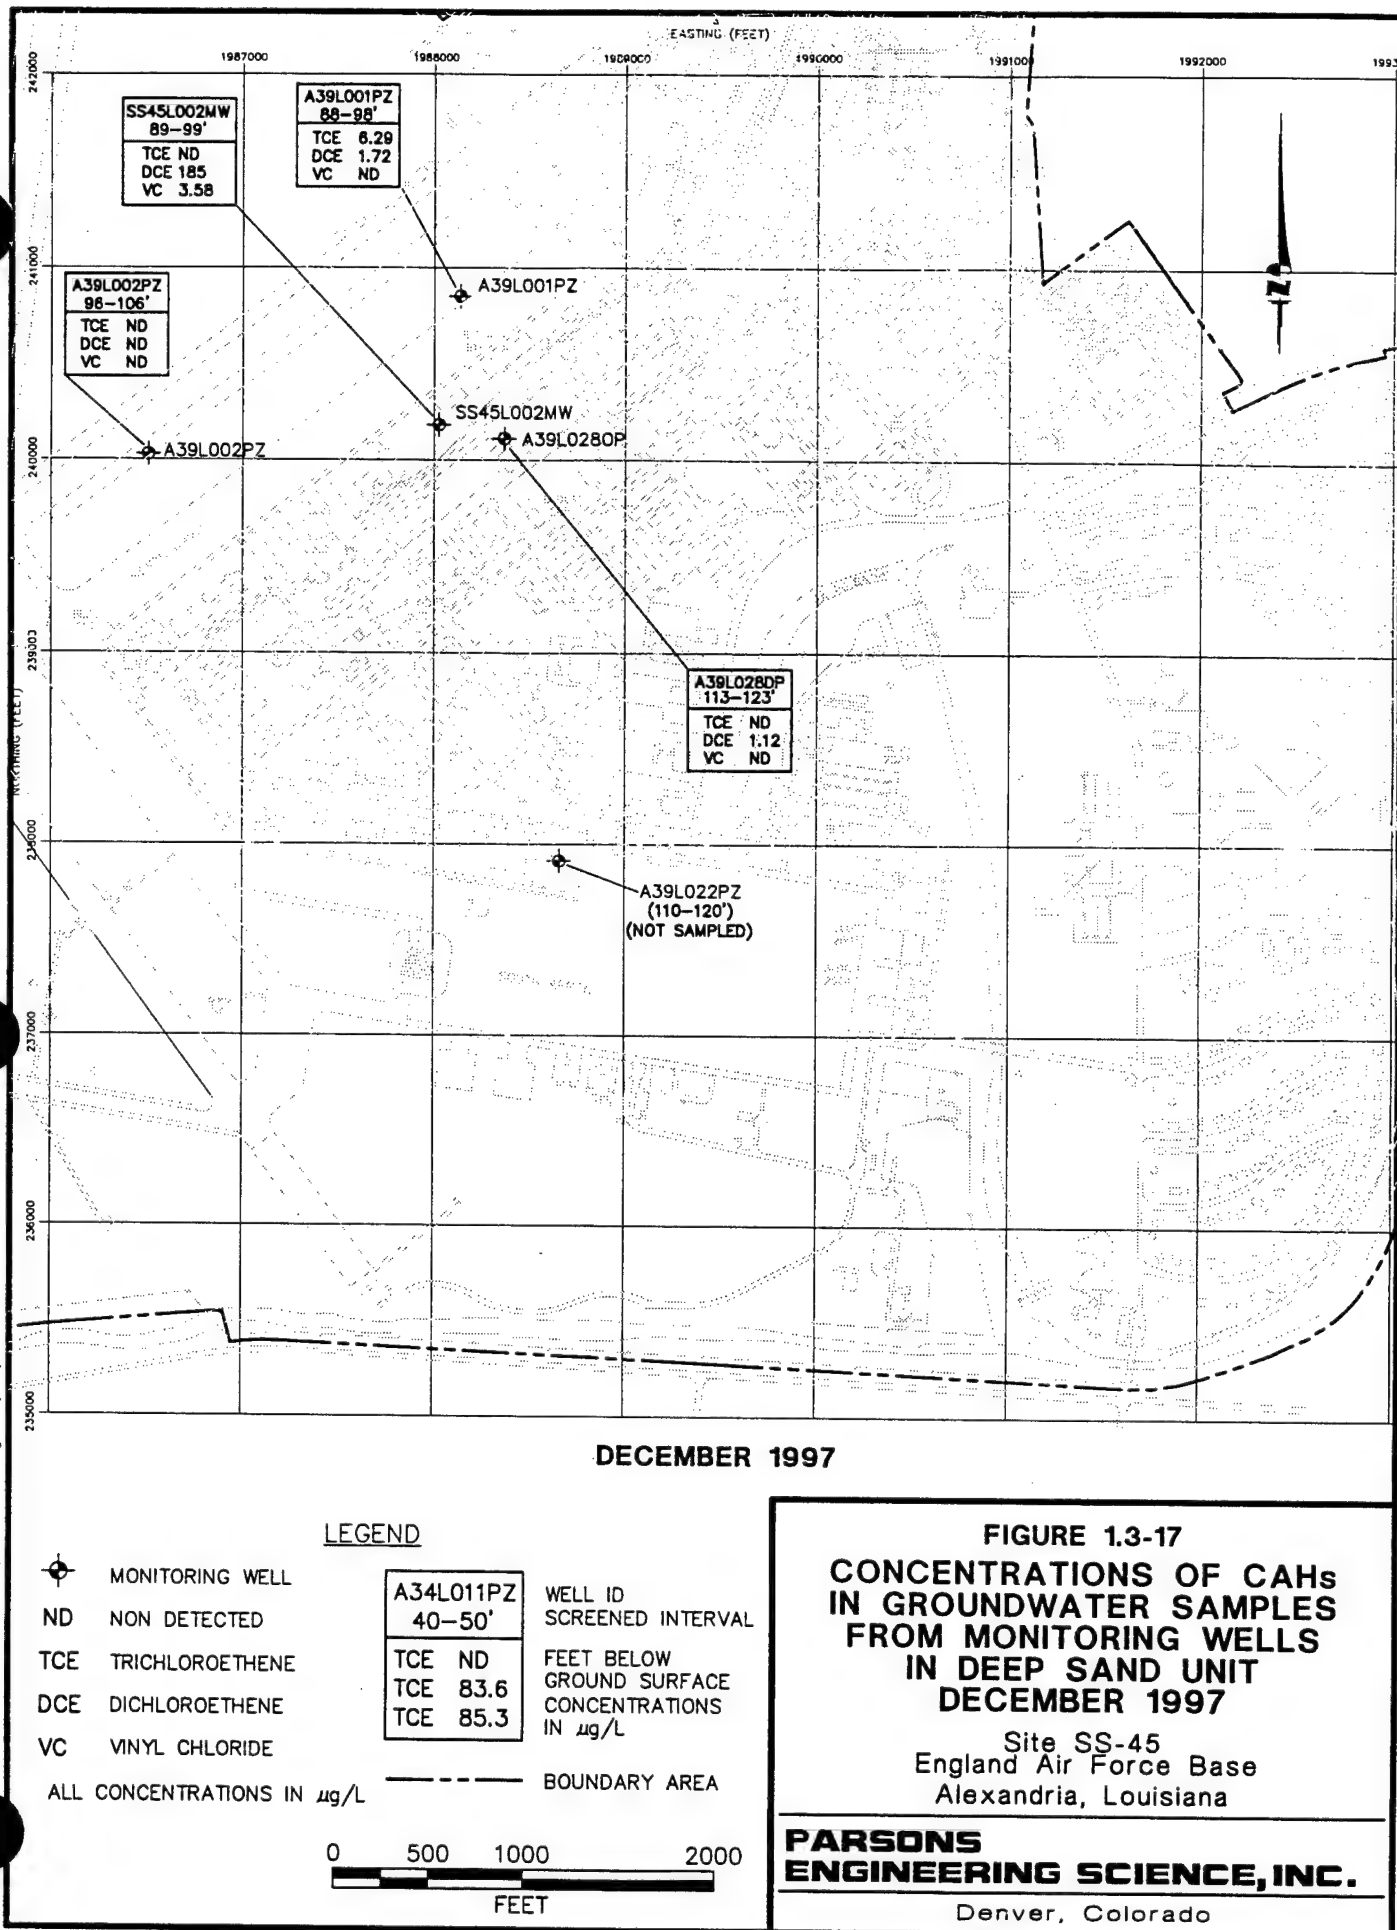 EASTING (FEET)
1987000
1988000
1989000
1990000
1991000
1992000
1993
242000
241000
240000
239000
238000
237000
236000
235000
SS45L002MW
89-99'
TCE ND
DCE 185
VC 3.58
A39L001PZ
88-98'
TCE 6.29
DCE 1.72
VC ND
A39L002PZ
96-106'
TCE ND
DCE ND
VC ND
A39L001PZ
SS45L002MW
A39L028OP
A39L002PZ
A39L028DP
113-123'
TCE ND
DCE 1.12
VC ND
(FEET)
A39L022PZ
(110-120')
(NOT SAMPLED)
DECEMBER 1997
LEGEND
MONITORING WELL
ND NON DETECTED
TCE TRICHLOROETHENE
DCE DICHLOROETHENE
VC VINYL CHLORIDE
ALL CONCENTRATIONS IN µg/L
A34L011PZ
40-50'
TCE ND
TCE 83.6
TCE 85.3
WELL ID
SCREENED INTERVAL
FEET BELOW
GROUND SURFACE
CONCENTRATIONS
IN µg/L
BOUNDARY AREA
0 500 1000 2000
FEET
FIGURE 1.3-17
CONCENTRATIONS OF CAHs
IN GROUNDWATER SAMPLES
FROM MONITORING WELLS
IN DEEP SAND UNIT
DECEMBER 1997
Site SS-45
England Air Force Base
Alexandria, Louisiana
PARSONS
ENGINEERING SCIENCE, INC.
Denver, Colorado